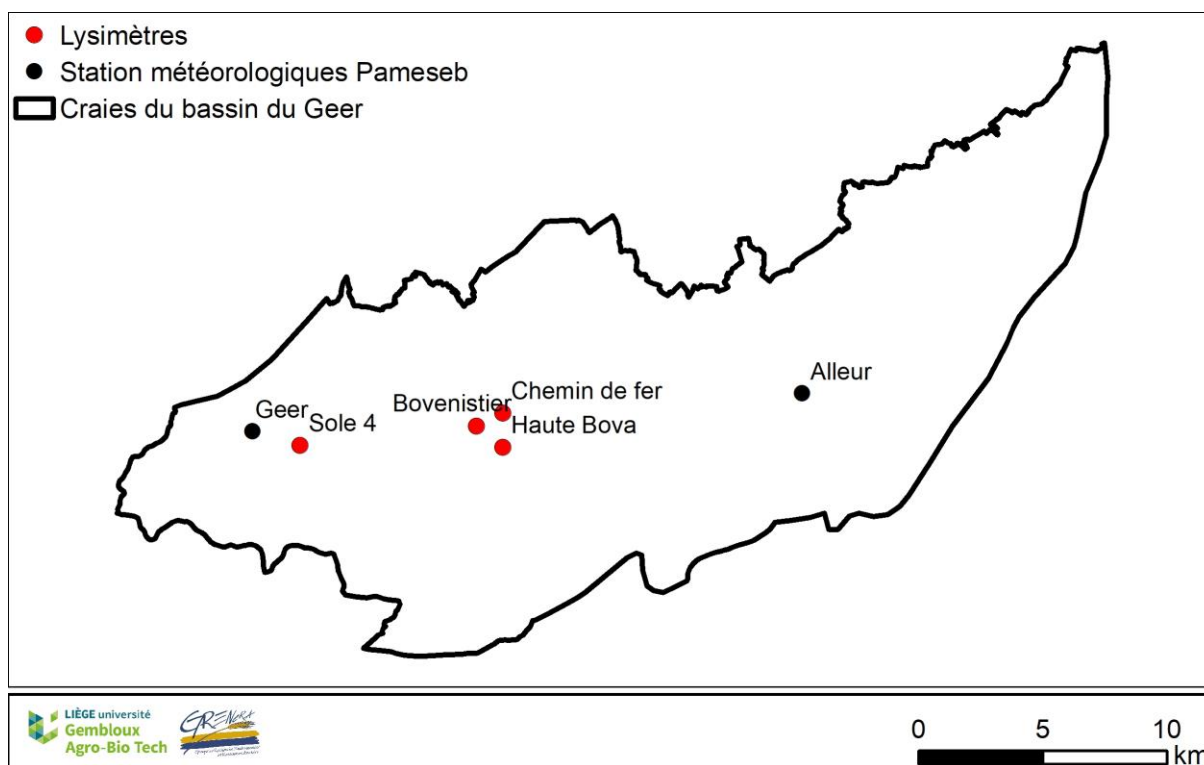 Lysimètres
Station météorologiques Pameseb
Craies du bassin du Geer
Alleur
Chemin de fer
Bovenistier
Geer
Haute Bova
Sole 4
LIÈGE université
Gembloux
Agro-Bio Tech
GRENeRA
0 5 10
km